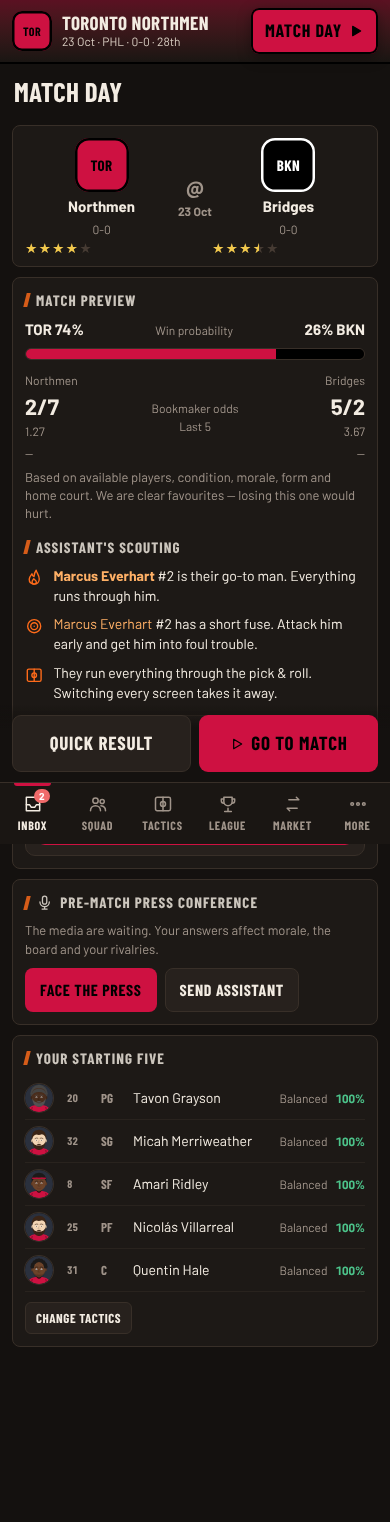 TOR
TORONTO NORTHMEN
23 Oct · PHL · 0-0 · 28th
MATCH DAY
MATCH DAY
TOR
@
BKN
Northmen
23 Oct
Bridges
0-0
0-0
MATCH PREVIEW
TOR 74%
Win probability
26% BKN
Northmen
Bridges
2/7
Bookmaker odds
5/2
1.27
Last 5
3.67
—
—
Based on available players, condition, morale, form and
home court. We are clear favourites — losing this one would
hurt.
ASSISTANT'S SCOUTING
Marcus Everhart #2 is their go-to man. Everything
runs through him.
Marcus Everhart #2 has a short fuse. Attack him
early and get him into foul trouble.
They run everything through the pick & roll.
Switching every screen takes it away.
QUICK RESULT
GO TO MATCH
2
INBOX
SQUAD
TACTICS
LEAGUE
MARKET
MORE
PRE-MATCH PRESS CONFERENCE
The media are waiting. Your answers affect morale, the
board and your rivalries.
FACE THE PRESS
SEND ASSISTANT
YOUR STARTING FIVE
20 PG Tavon Grayson Balanced 100%
32 SG Micah Merriweather Balanced 100%
8 SF Amari Ridley Balanced 100%
25 PF Nicolás Villarreal Balanced 100%
31 C Quentin Hale Balanced 100%
CHANGE TACTICS